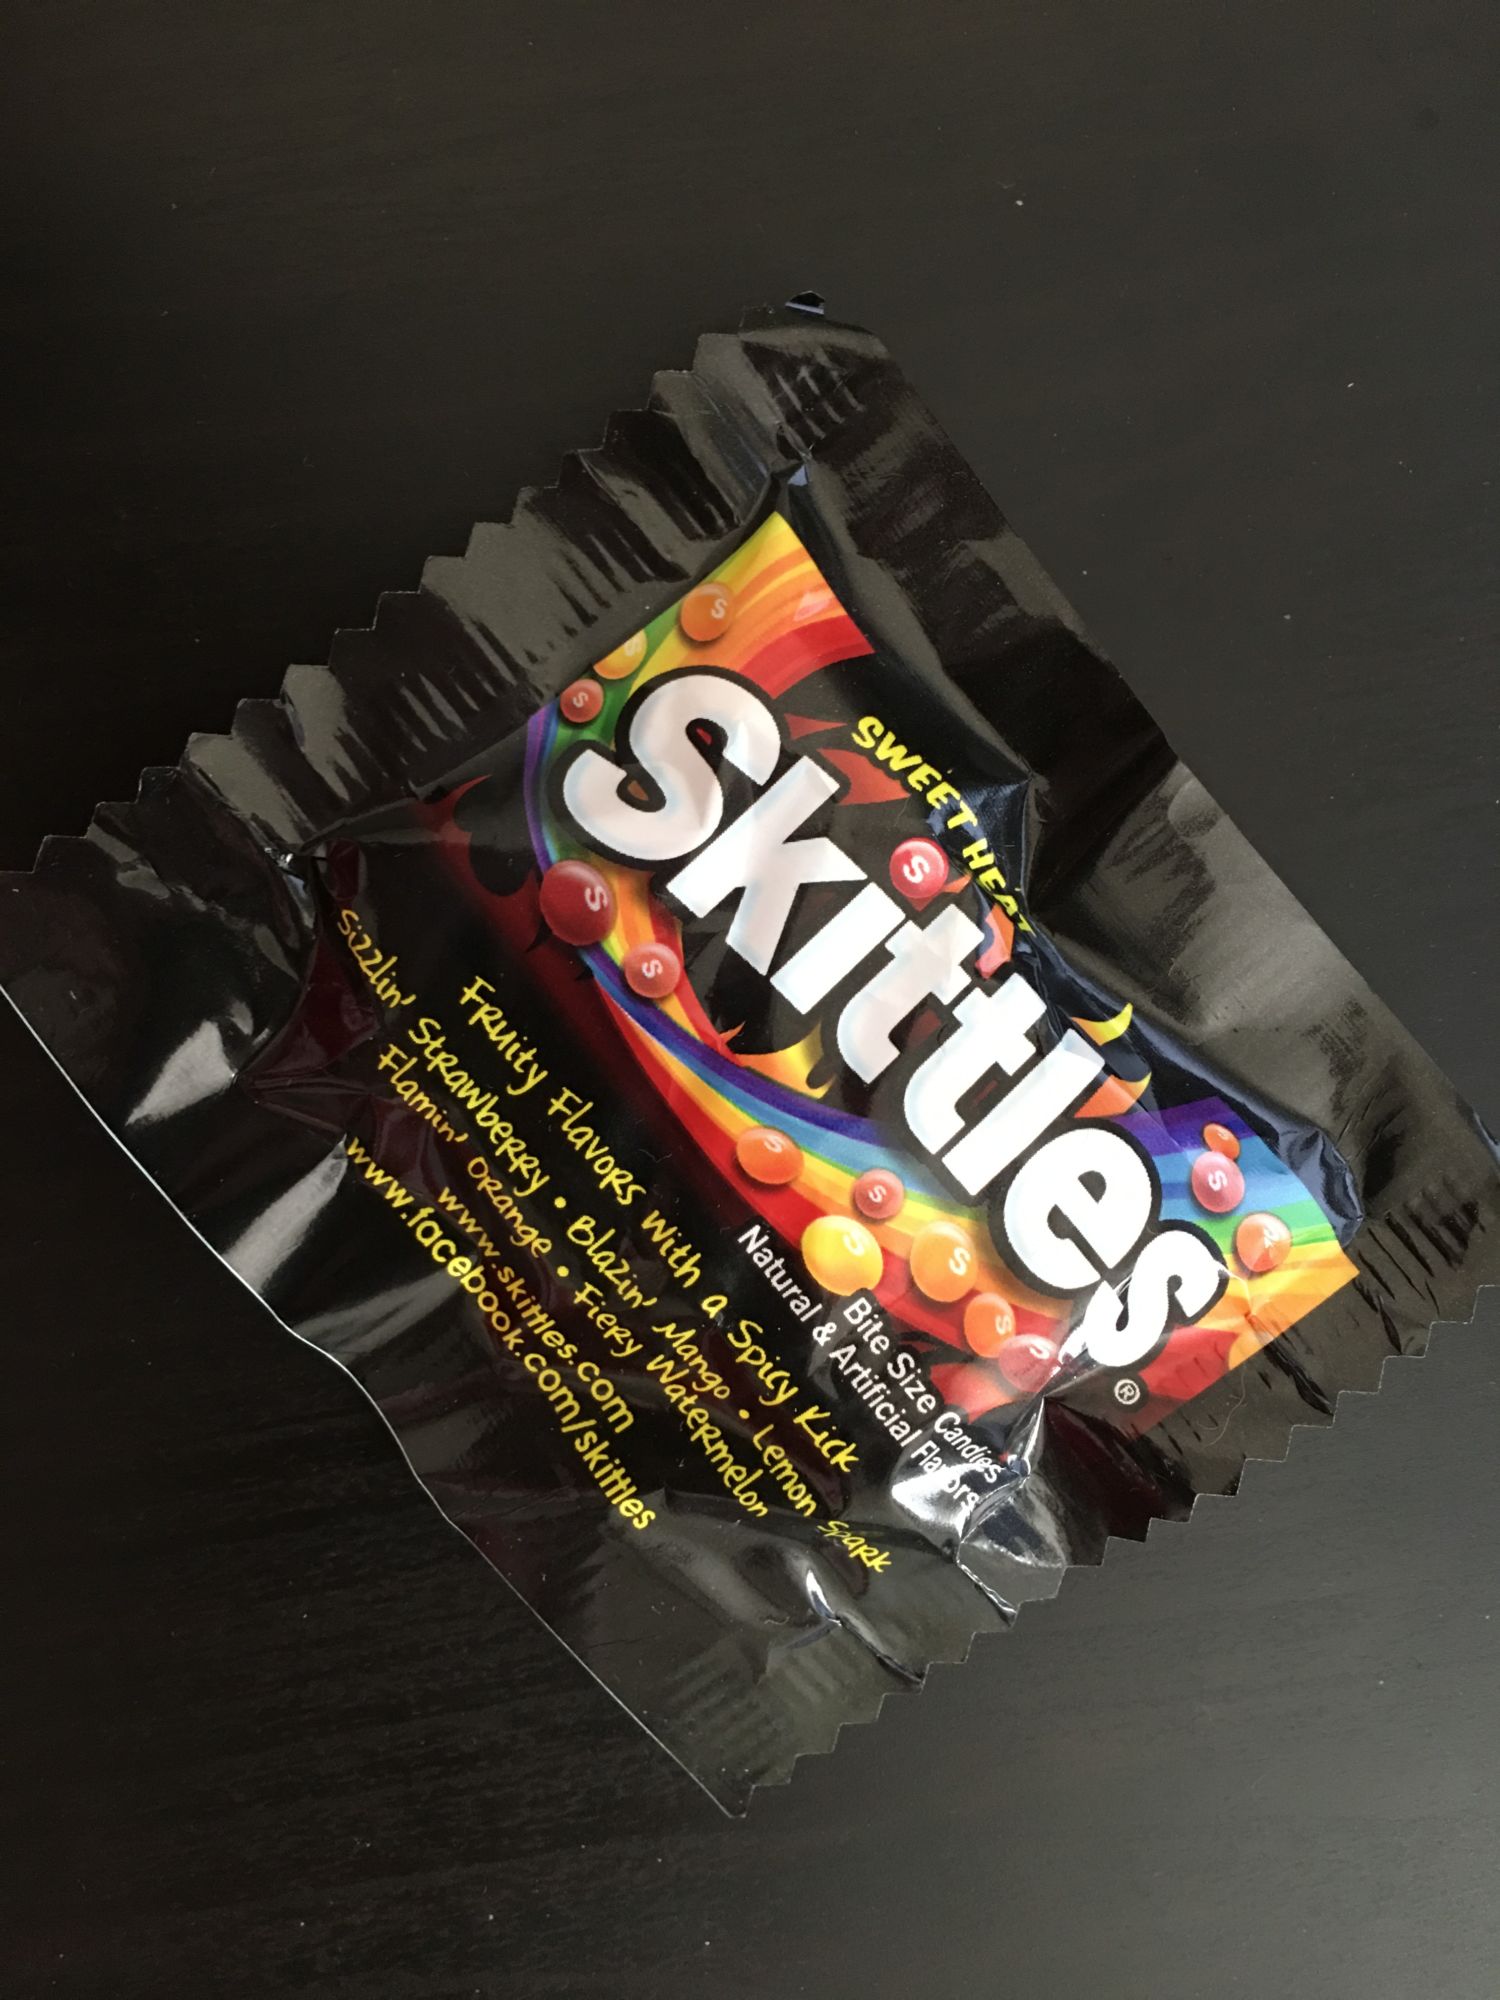 SWEET HEAT
Skittles®
Bite Size Candies
Natural & Artificial Flavors
Fruity Flavors With a Spicy Kick
Sizzlin' Strawberry • Blazin' Mango • Lemon Spark
Flamin' Orange • Fiery Watermelon
www.skittles.com
www.facebook.com/skittles